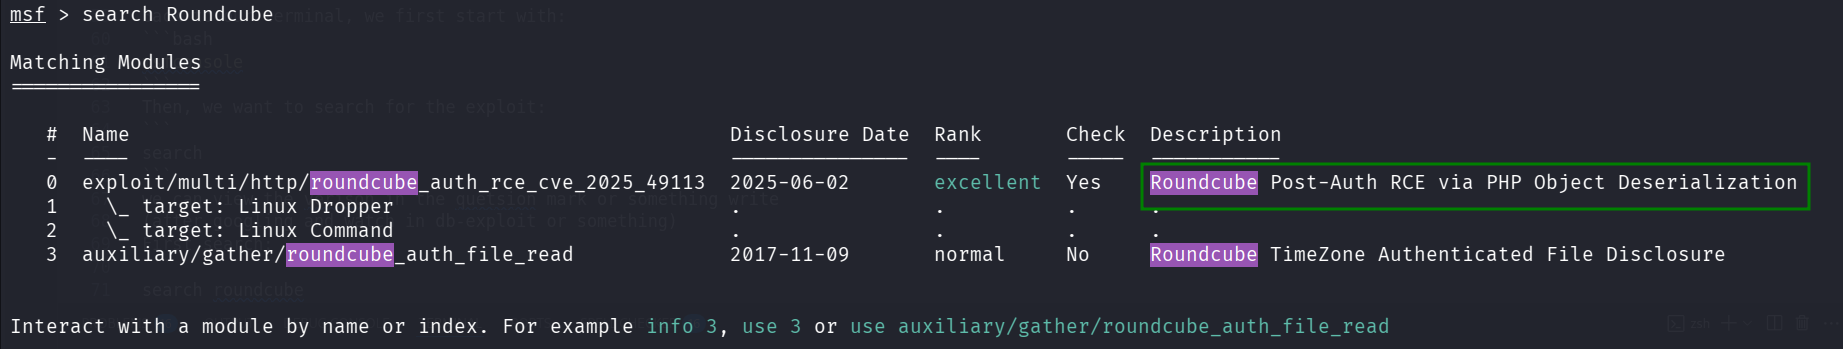 msf > search Roundcube
Matching Modules
================
# Name Disclosure Date Rank Check Description
- ---- --------------- ---- ----- -----------
0 exploit/multi/http/roundcube_auth_rce_cve_2025_49113 2025-06-02 excellent Yes Roundcube Post-Auth RCE via PHP Object Deserialization
1 \_ target: Linux Dropper . . . .
2 \_ target: Linux Command . . . .
3 auxiliary/gather/roundcube_auth_file_read 2017-11-09 normal No Roundcube TimeZone Authenticated File Disclosure
Interact with a module by name or index. For example info 3, use 3 or use auxiliary/gather/roundcube_auth_file_read